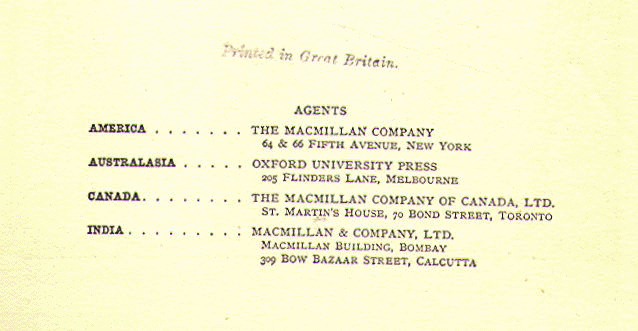 Printed in Great Britain.
AGENTS
AMERICA . . . . . . . THE MACMILLAN COMPANY
64 & 66 FIFTH AVENUE, NEW YORK
AUSTRALASIA . . . . . OXFORD UNIVERSITY PRESS
205 FLINDERS LANE, MELBOURNE
CANADA. . . . . . . . THE MACMILLAN COMPANY OF CANADA, LTD.
ST. MARTIN'S HOUSE, 70 BOND STREET, TORONTO
INDIA . . . . . . . . . MACMILLAN & COMPANY, LTD.
MACMILLAN BUILDING, BOMBAY
309 BOW BAZAAR STREET, CALCUTTA